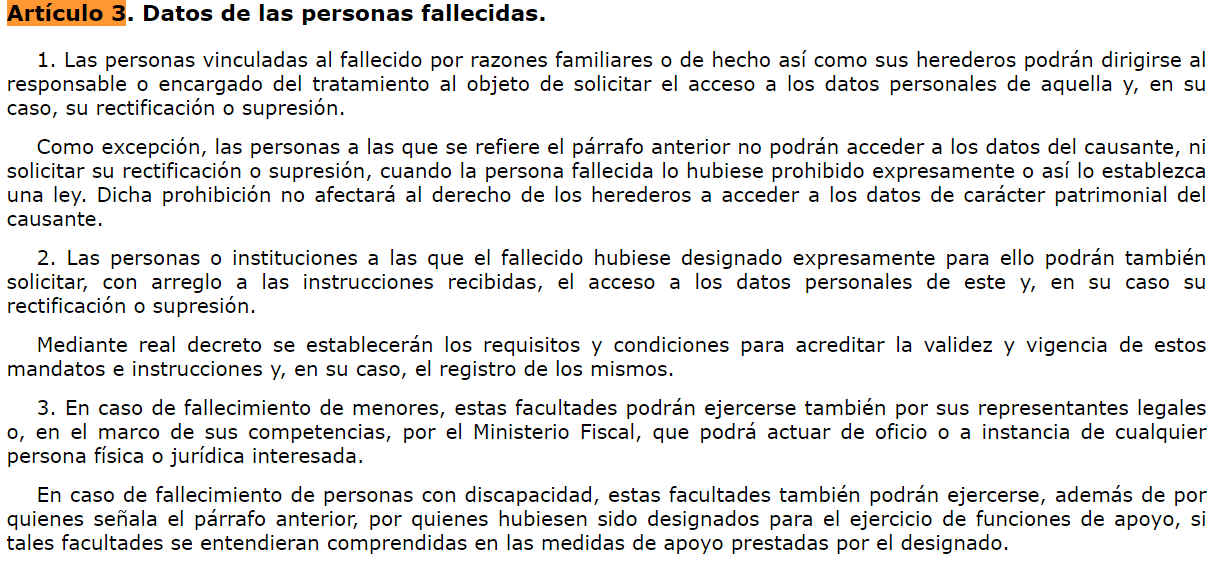 Artículo 3. Datos de las personas fallecidas.
1. Las personas vinculadas al fallecido por razones familiares o de hecho así como sus herederos podrán dirigirse al
responsable o encargado del tratamiento al objeto de solicitar el acceso a los datos personales de aquella y, en su
caso, su rectificación o supresión.
Como excepción, las personas a las que se refiere el párrafo anterior no podrán acceder a los datos del causante, ni
solicitar su rectificación o supresión, cuando la persona fallecida lo hubiese prohibido expresamente o así lo establezca
una ley. Dicha prohibición no afectará al derecho de los herederos a acceder a los datos de carácter patrimonial del
causante.
2. Las personas o instituciones a las que el fallecido hubiese designado expresamente para ello podrán también
solicitar, con arreglo a las instrucciones recibidas, el acceso a los datos personales de este y, en su caso su
rectificación o supresión.
Mediante real decreto se establecerán los requisitos y condiciones para acreditar la validez y vigencia de estos
mandatos e instrucciones y, en su caso, el registro de los mismos.
3. En caso de fallecimiento de menores, estas facultades podrán ejercerse también por sus representantes legales
o, en el marco de sus competencias, por el Ministerio Fiscal, que podrá actuar de oficio o a instancia de cualquier
persona física o jurídica interesada.
En caso de fallecimiento de personas con discapacidad, estas facultades también podrán ejercerse, además de por
quienes señala el párrafo anterior, por quienes hubiesen sido designados para el ejercicio de funciones de apoyo, si
tales facultades se entendieran comprendidas en las medidas de apoyo prestadas por el designado.